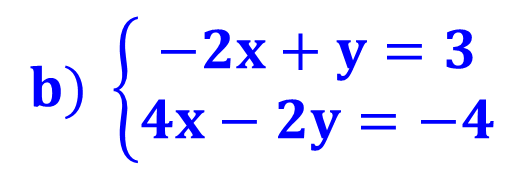 b) { −2x + y = 3
4x − 2y = −4